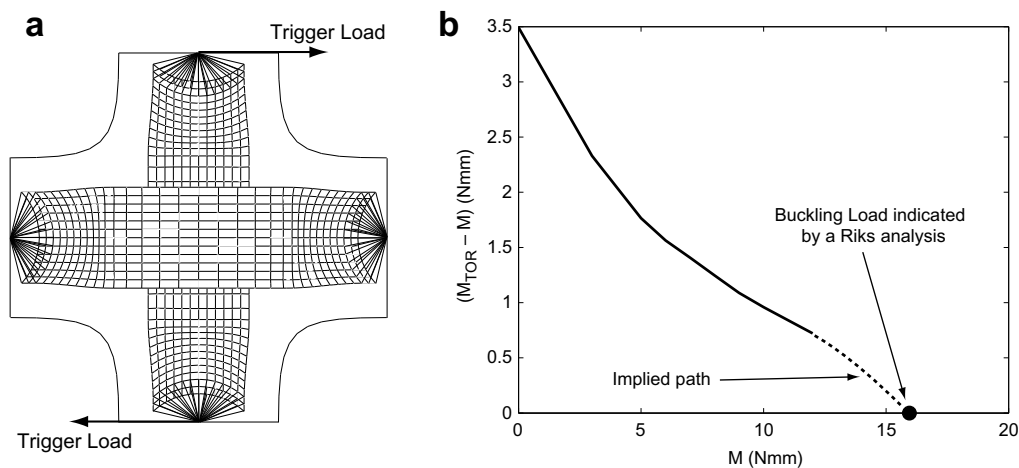 a
Trigger Load
Trigger Load
b
3.5
3
2.5
2
1.5
1
0.5
0
(M_TOR – M) (Nmm)
Buckling Load indicated
by a Riks analysis
Implied path
0
5
10
15
20
M (Nmm)